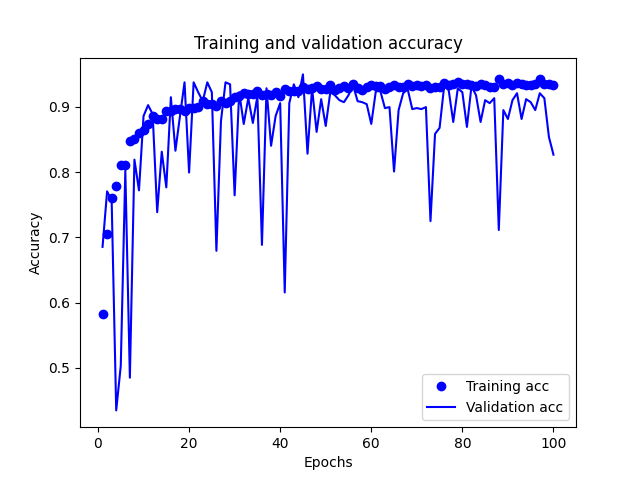 Training and validation accuracy
Accuracy
0.9
0.8
0.7
0.6
0.5
Training acc
Validation acc
0
20
40
60
80
100
Epochs